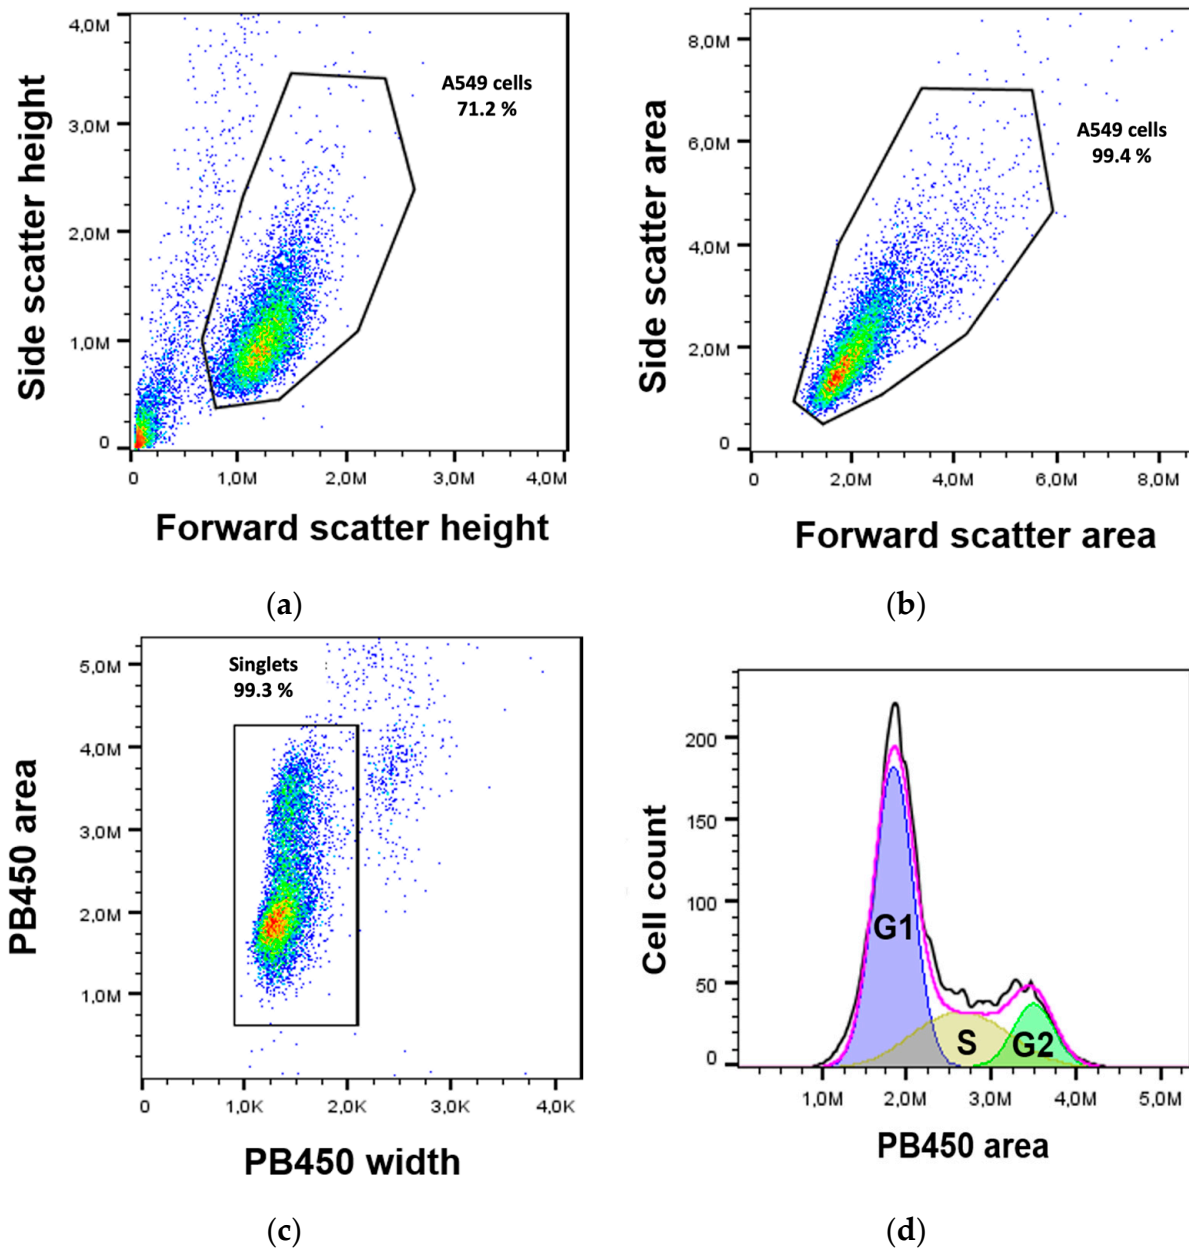 4,0M
3,0M
2,0M
1,0M
0
Side scatter height
A549 cells
71.2 %
0 1,0M 2,0M 3,0M 4,0M
Forward scatter height
(a)
8,0M
6,0M
4,0M
2,0M
0
Side scatter area
A549 cells
99.4 %
0 2,0M 4,0M 6,0M 8,0M
Forward scatter area
(b)
5,0M
4,0M
3,0M
2,0M
1,0M
PB450 area
Singlets
99.3 %
0 1,0K 2,0K 3,0K 4,0K
PB450 width
(c)
200
150
100
50
0
Cell count
G1
S
G2
1,0M 2,0M 3,0M 4,0M 5,0M
PB450 area
(d)